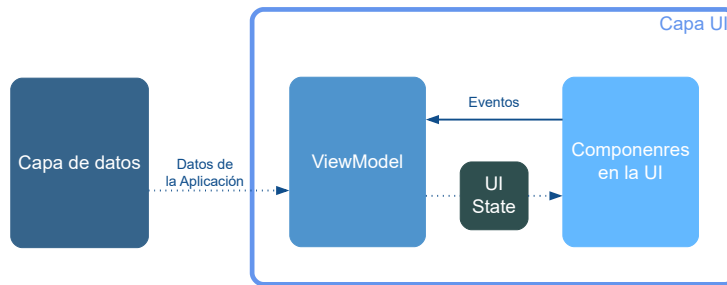 Capa UI
Capa de datos
Datos de
la Aplicación
ViewModel
Eventos
UI
State
Componenres
en la UI